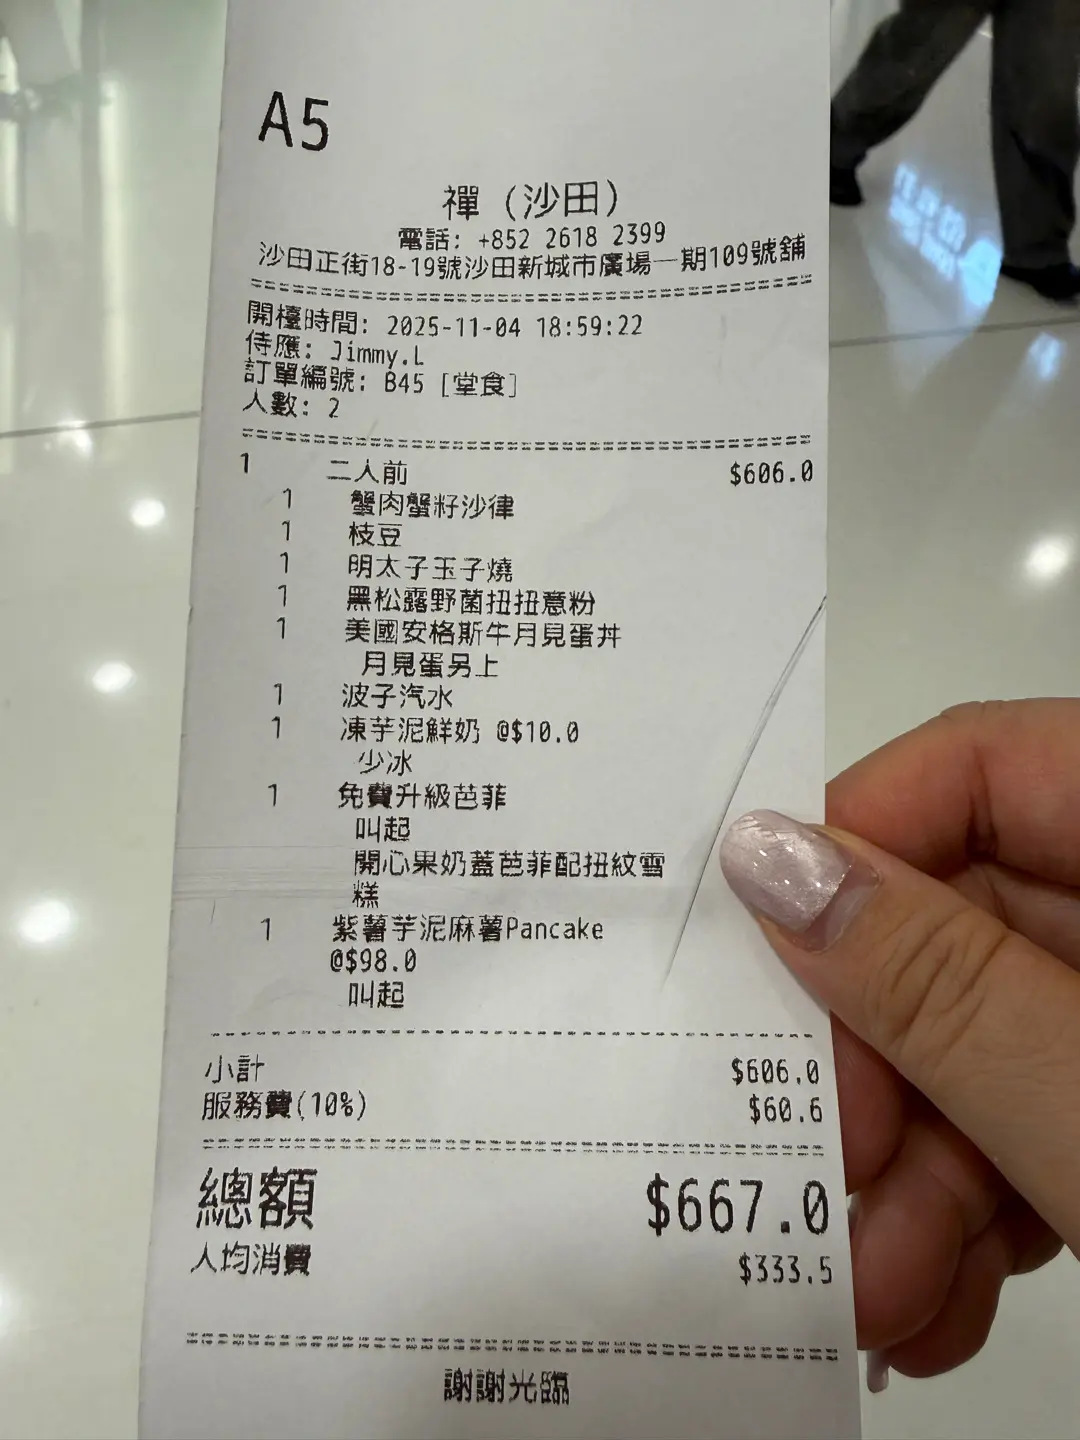 A5
禪 (沙田)
電話: +852 2618 2399
沙田正街18-19號沙田新城市廣場一期109號舖
開檯時間: 2025-11-04 18:59:22
侍應: Jimmy.L
訂單編號: B45 [堂食]
人數: 2
1 二人前 $606.0
1 蟹肉蟹籽沙律
1 枝豆
1 明太子玉子燒
1 黑松露野菌扭扭意粉
1 美國安格斯牛月見蛋丼
月見蛋另上
1 波子汽水
1 凍芋泥鮮奶 @$10.0
少冰
1 免費升級芭菲
叫起
開心果奶蓋芭菲配扭紋雪
糕
1 紫薯芋泥麻薯Pancake
@$98.0
叫起
小計 $606.0
服務費(10%) $60.6
總額 $667.0
人均消費 $333.5
謝謝光臨